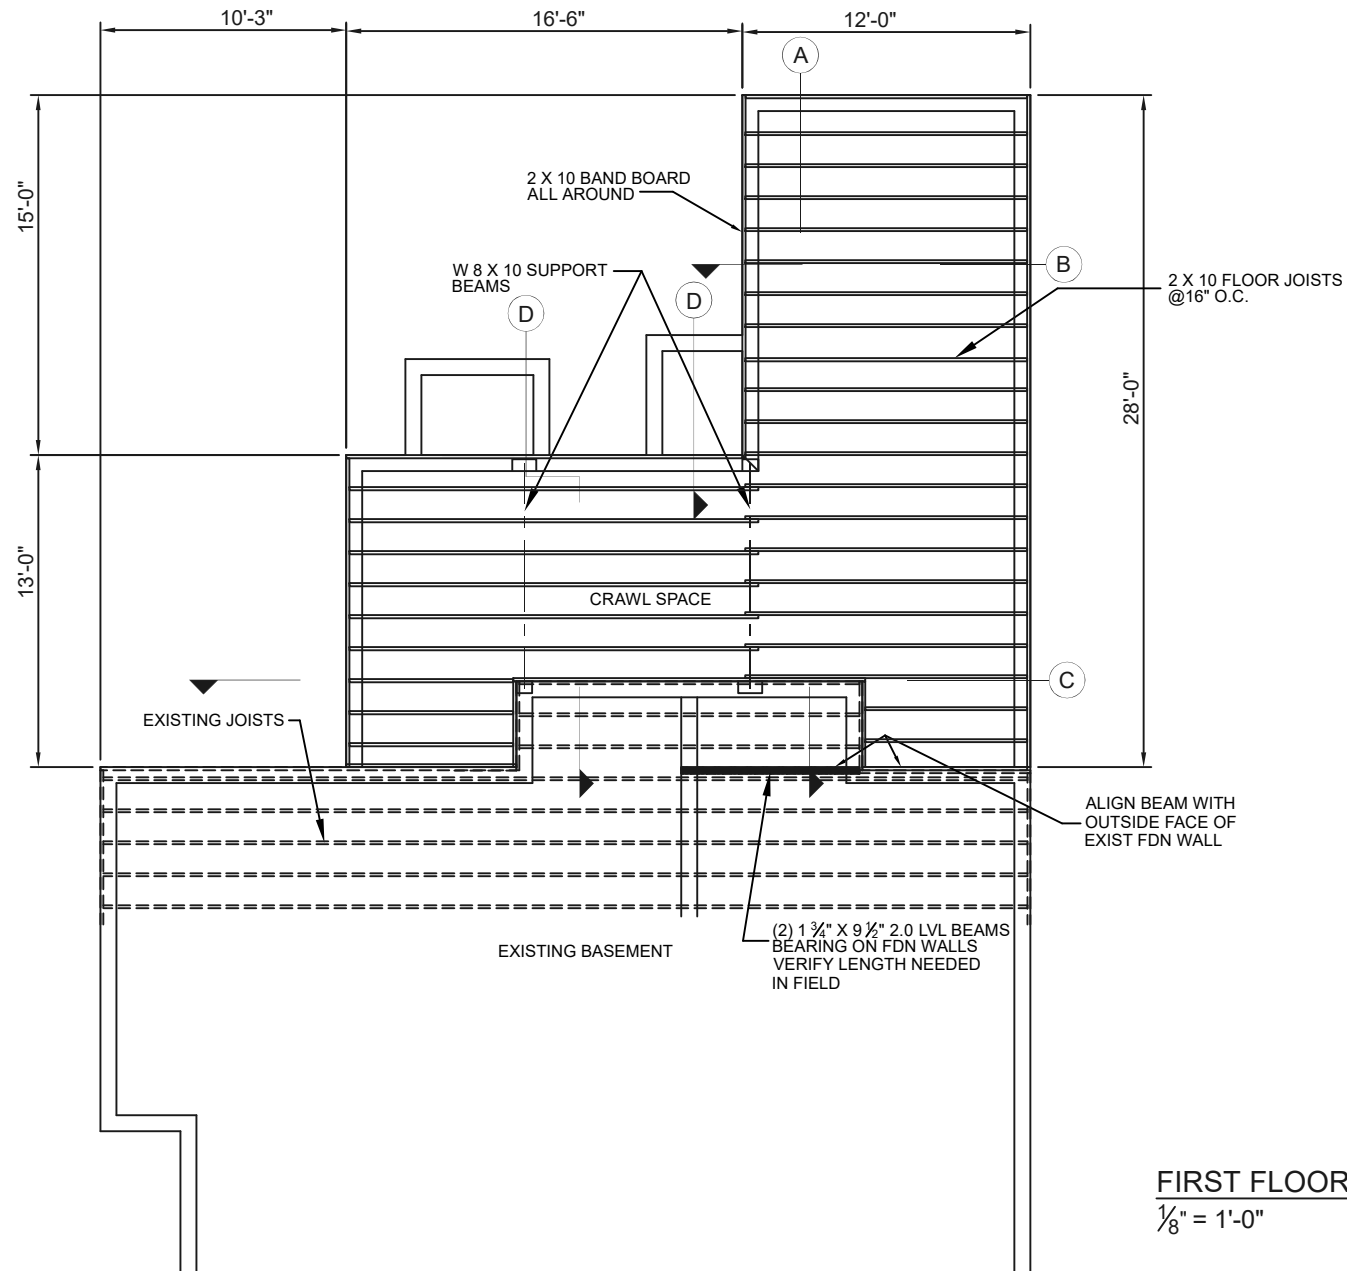 10'-3"
16'-6"
12'-0"
A
15'-0"
2 X 10 BAND BOARD
ALL AROUND
W 8 X 10 SUPPORT
BEAMS
D
D
B
2 X 10 FLOOR JOISTS
@16" O.C.
28'-0"
13'-0"
CRAWL SPACE
C
EXISTING JOISTS
ALIGN BEAM WITH
OUTSIDE FACE OF
EXIST FDN WALL
EXISTING BASEMENT
(2) 1 ¾" X 9 ½" 2.0 LVL BEAMS
BEARING ON FDN WALLS
VERIFY LENGTH NEEDED
IN FIELD
FIRST FLOOR
⅛" = 1'-0"